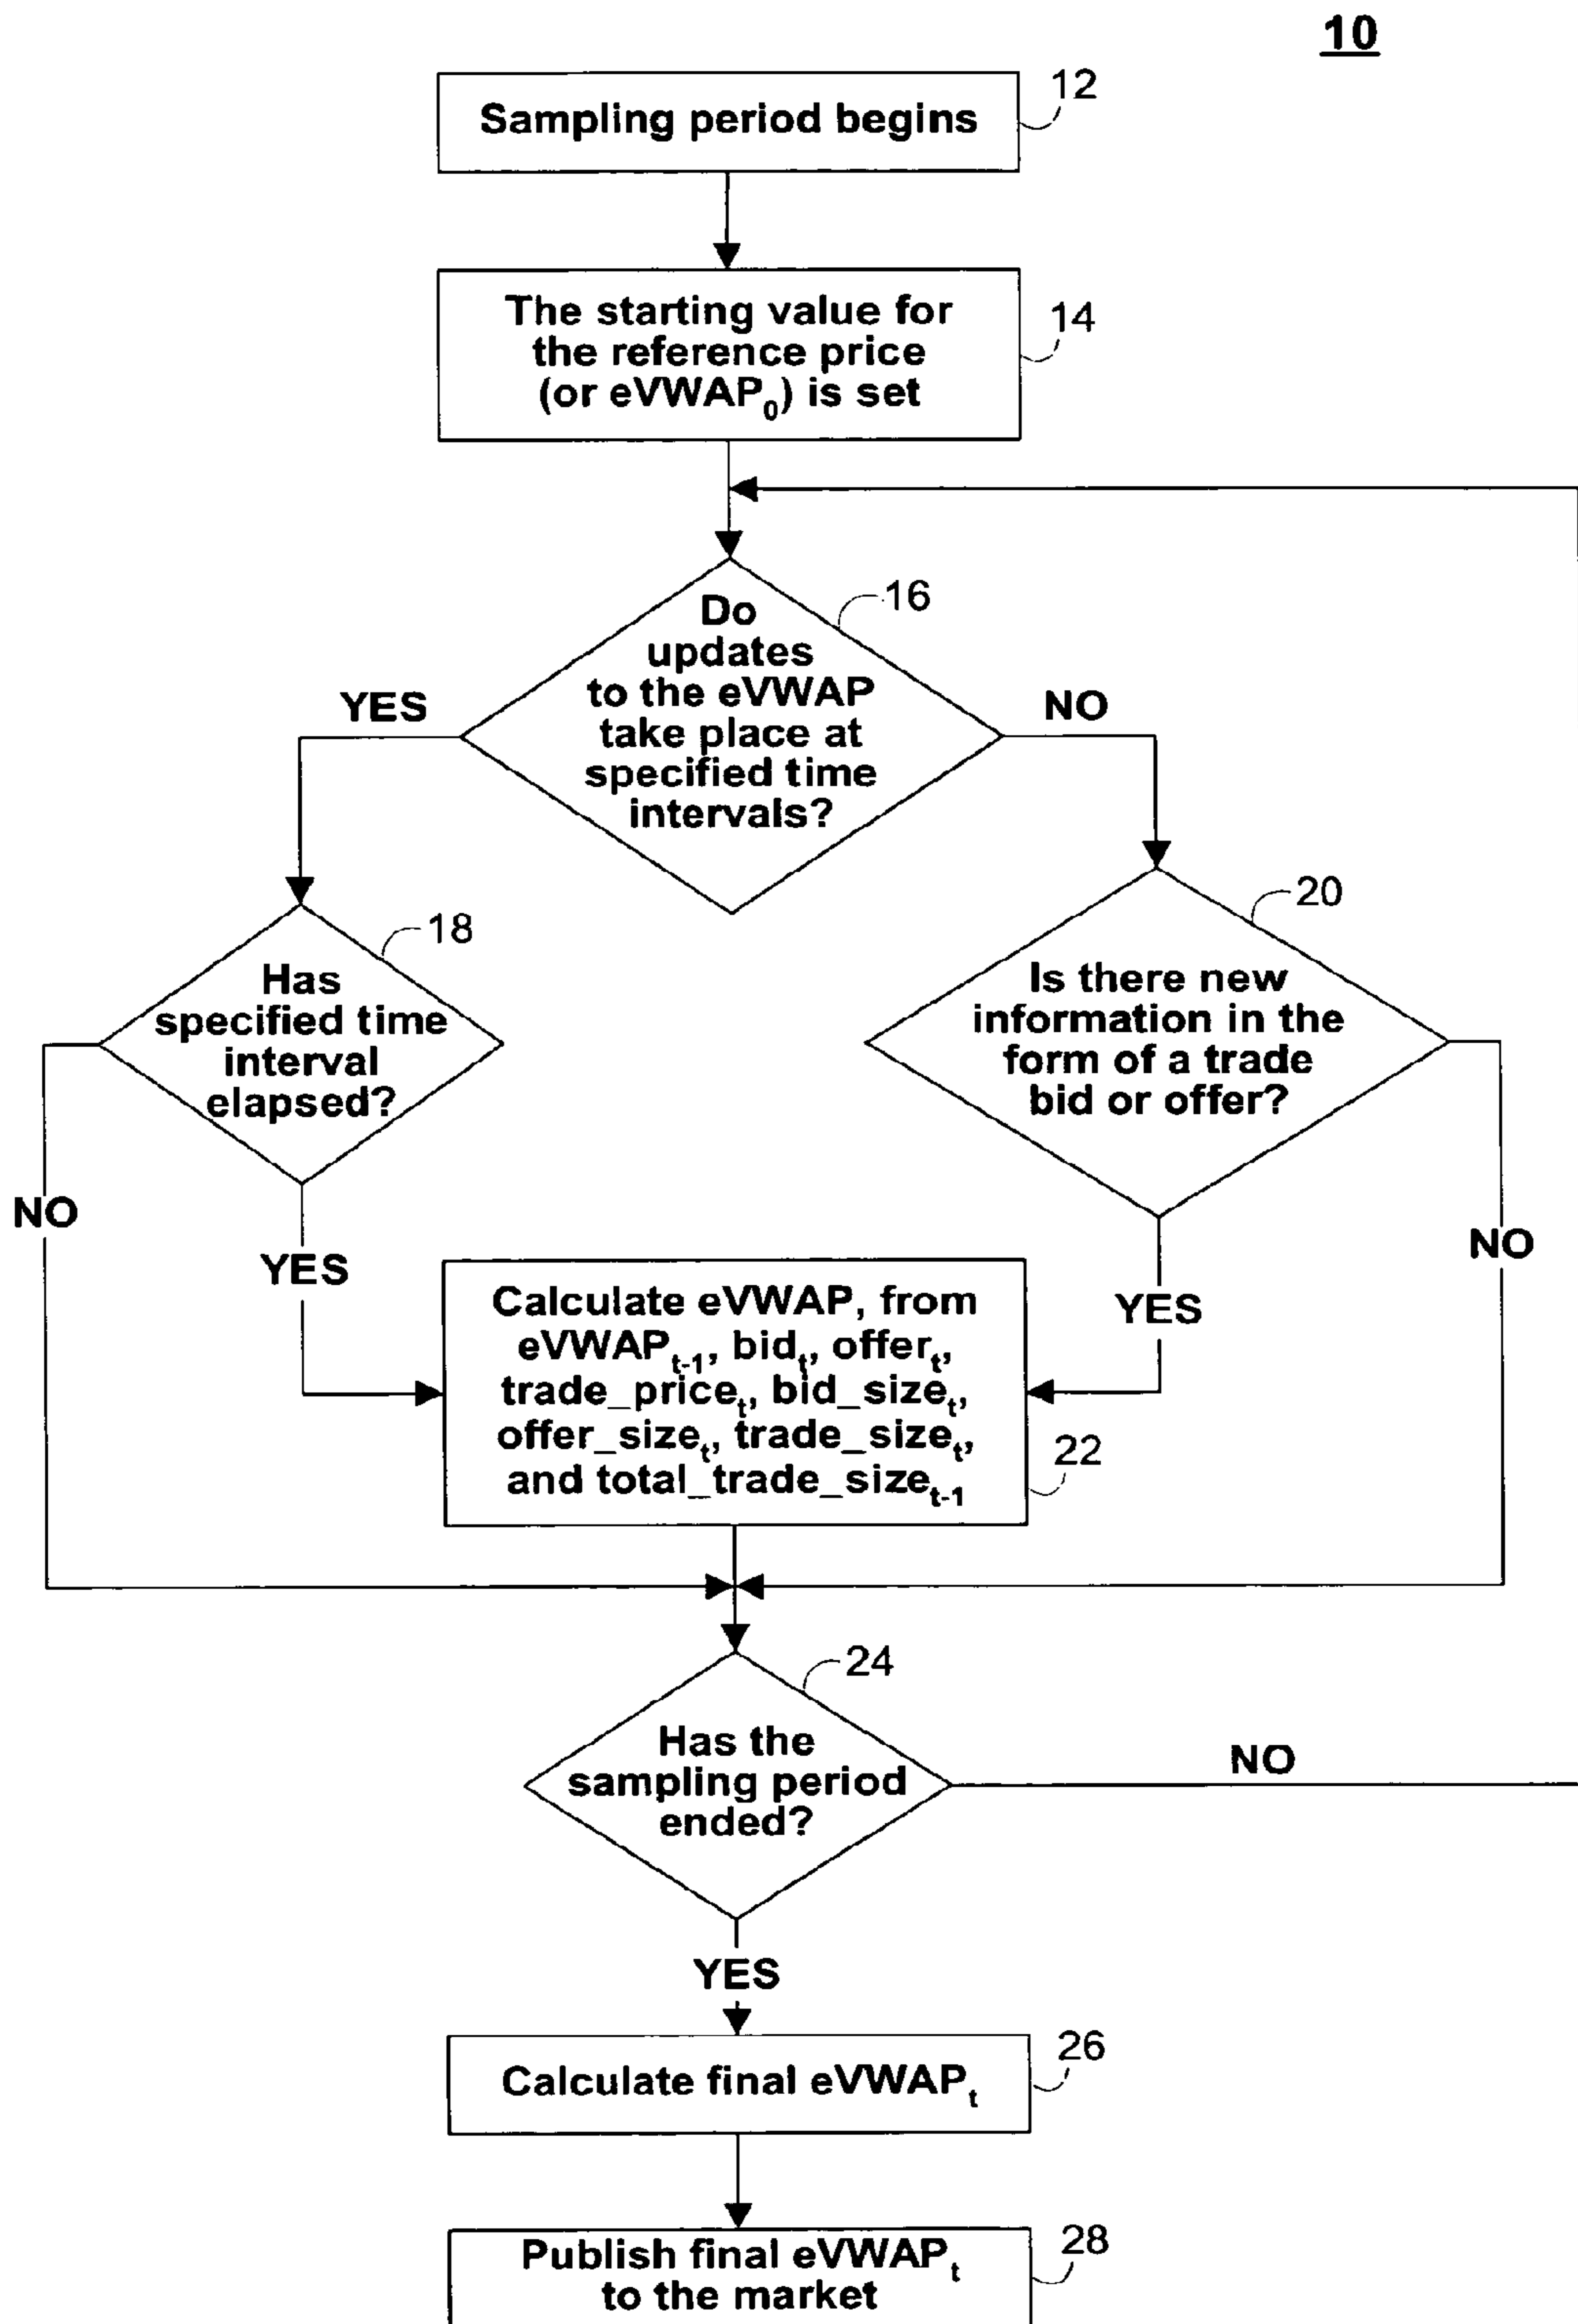 10
Sampling period begins
12
The starting value for
the reference price
(or eVWAP₀) is set
14
Do
updates
to the eVWAP
take place at
specified time
intervals?
16
YES
NO
Has
specified time
interval
elapsed?
18
Is there new
information in the
form of a trade
bid or offer?
20
NO
YES
YES
NO
Calculate eVWAP, from
eVWAPₜ₋₁, bidₜ, offerₜ,
trade_priceₜ, bid_sizeₜ,
offer_sizeₜ, trade_sizeₜ,
and total_trade_sizeₜ₋₁
22
Has the
sampling period
ended?
24
NO
YES
Calculate final eVWAPₜ
26
Publish final eVWAPₜ
to the market
28